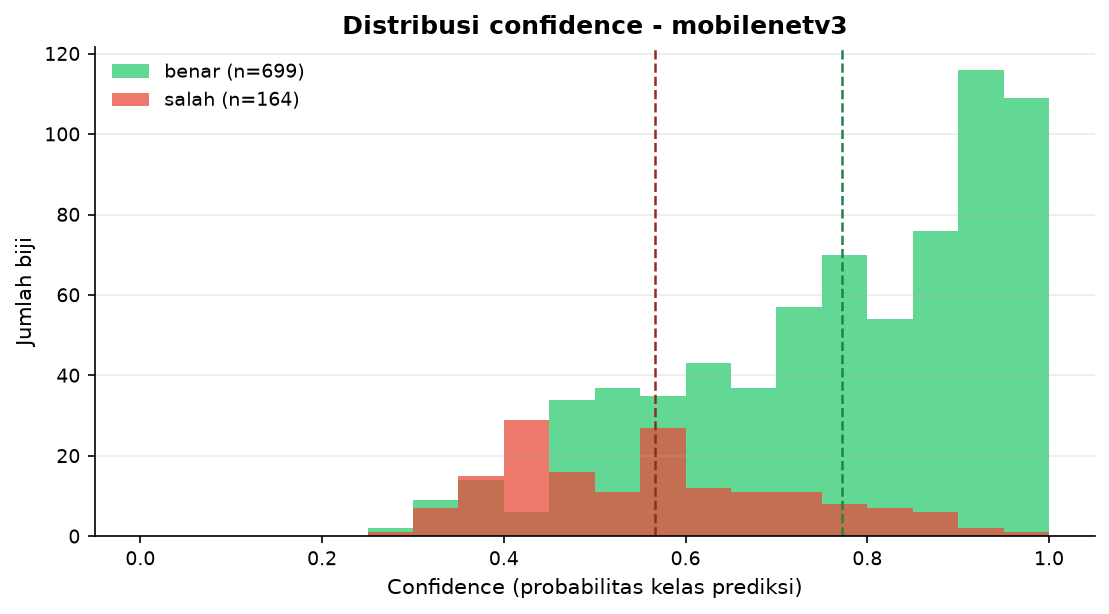 Distribusi confidence - mobilenetv3
benar (n=699)
salah (n=164)
Jumlah biji
120
100
80
60
40
20
0
0.0 0.2 0.4 0.6 0.8 1.0
Confidence (probabilitas kelas prediksi)